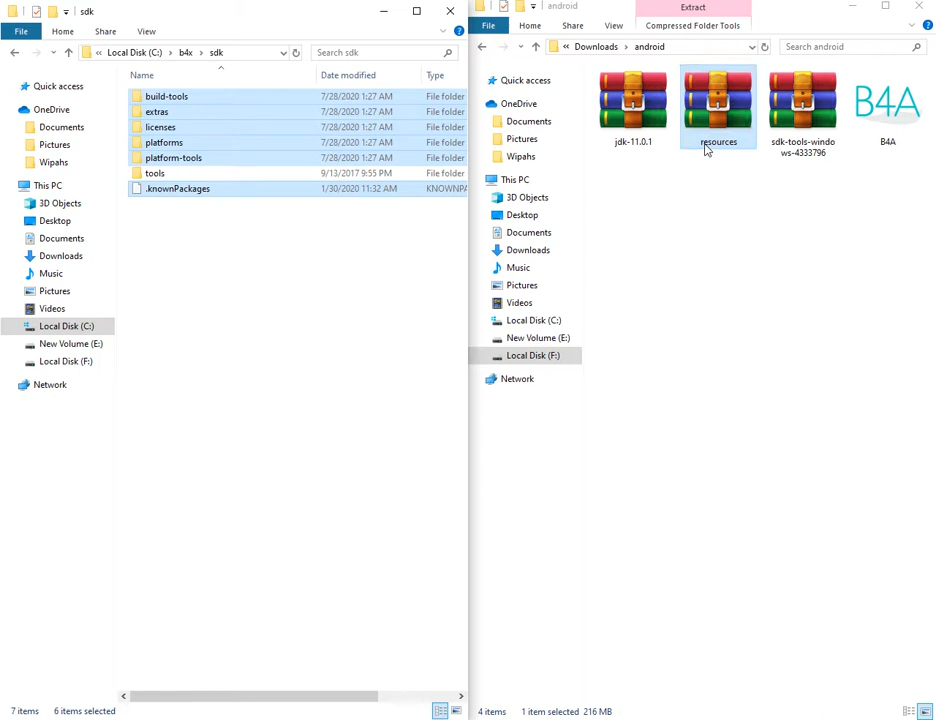 sdk
File Home Share View
Local Disk (C:) b4x sdk
Search sdk
Name Date modified Type
Quick access
OneDrive
Documents
Pictures
Wipahs
This PC
3D Objects
Desktop
Documents
Downloads
Music
Pictures
Videos
Local Disk (C:)
New Volume (E:)
Local Disk (F:)
Network
build-tools 7/28/2020 1:27 AM File folder
extras 7/28/2020 1:27 AM File folder
licenses 7/28/2020 1:27 AM File folder
platforms 7/28/2020 1:27 AM File folder
platform-tools 7/28/2020 1:27 AM File folder
tools 9/13/2017 9:55 PM File folder
.knownPackages 1/30/2020 11:32 AM KNOWNPA
7 items 6 items selected
android
Extract
File Home Share View Compressed Folder Tools
Downloads android
Search android
Quick access
OneDrive
Documents
Pictures
Wipahs
This PC
3D Objects
Desktop
Documents
Downloads
Music
Pictures
Videos
Local Disk (C:)
New Volume (E:)
Local Disk (F:)
Network
B4A
jdk-11.0.1 resources sdk-tools-windo B4A
ws-4333796
4 items 1 item selected 216 MB